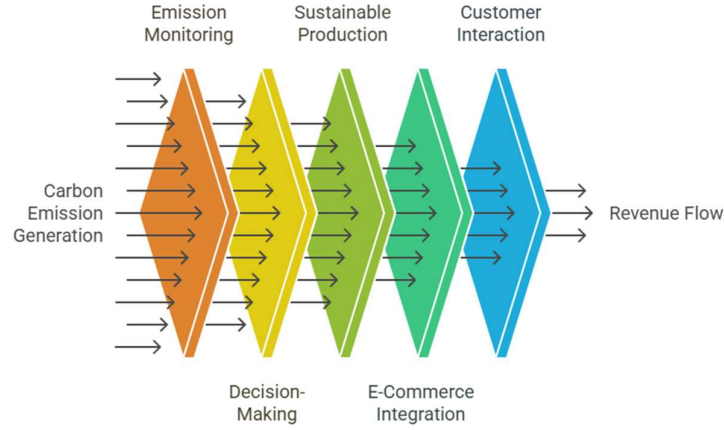 Emission
Monitoring
Sustainable
Production
Customer
Interaction
Carbon
Emission
Generation
Revenue Flow
Decision-
Making
E-Commerce
Integration